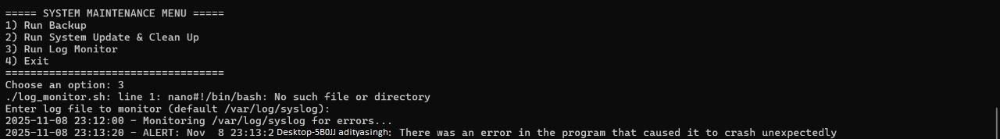 ===== SYSTEM MAINTENANCE MENU =====
1) Run Backup
2) Run System Update & Clean Up
3) Run Log Monitor
4) Exit
===================================
Choose an option: 3
./log_monitor.sh: line 1: nano#!/bin/bash: No such file or directory
Enter log file to monitor (default /var/log/syslog):
2025-11-08 23:12:00 - Monitoring /var/log/syslog for errors...
2025-11-08 23:13:20 - ALERT: Nov  8 23:13:2 Desktop-5B0JJ adityasingh: There was an error in the program that caused it to crash unexpectedly